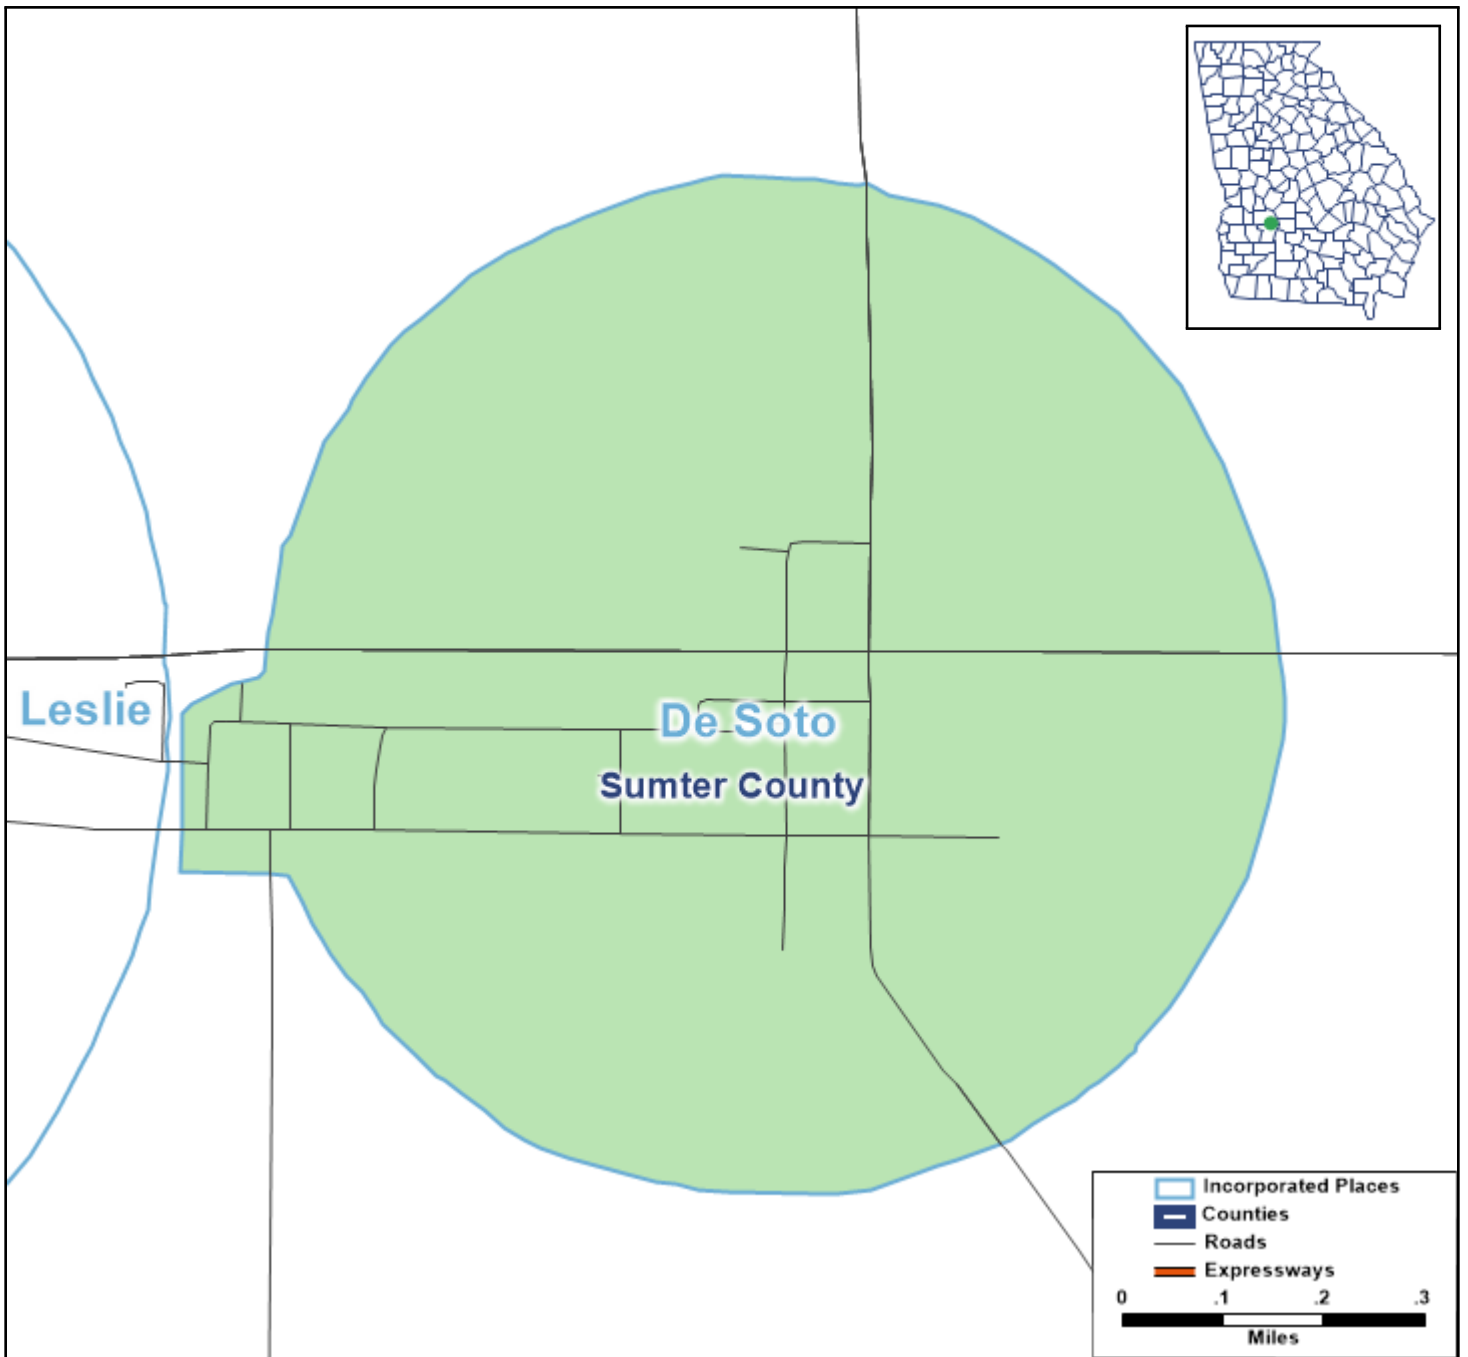 Leslie
De Soto
Sumter County
Incorporated Places
Counties
Roads
Expressways
0 .1 .2 .3
Miles